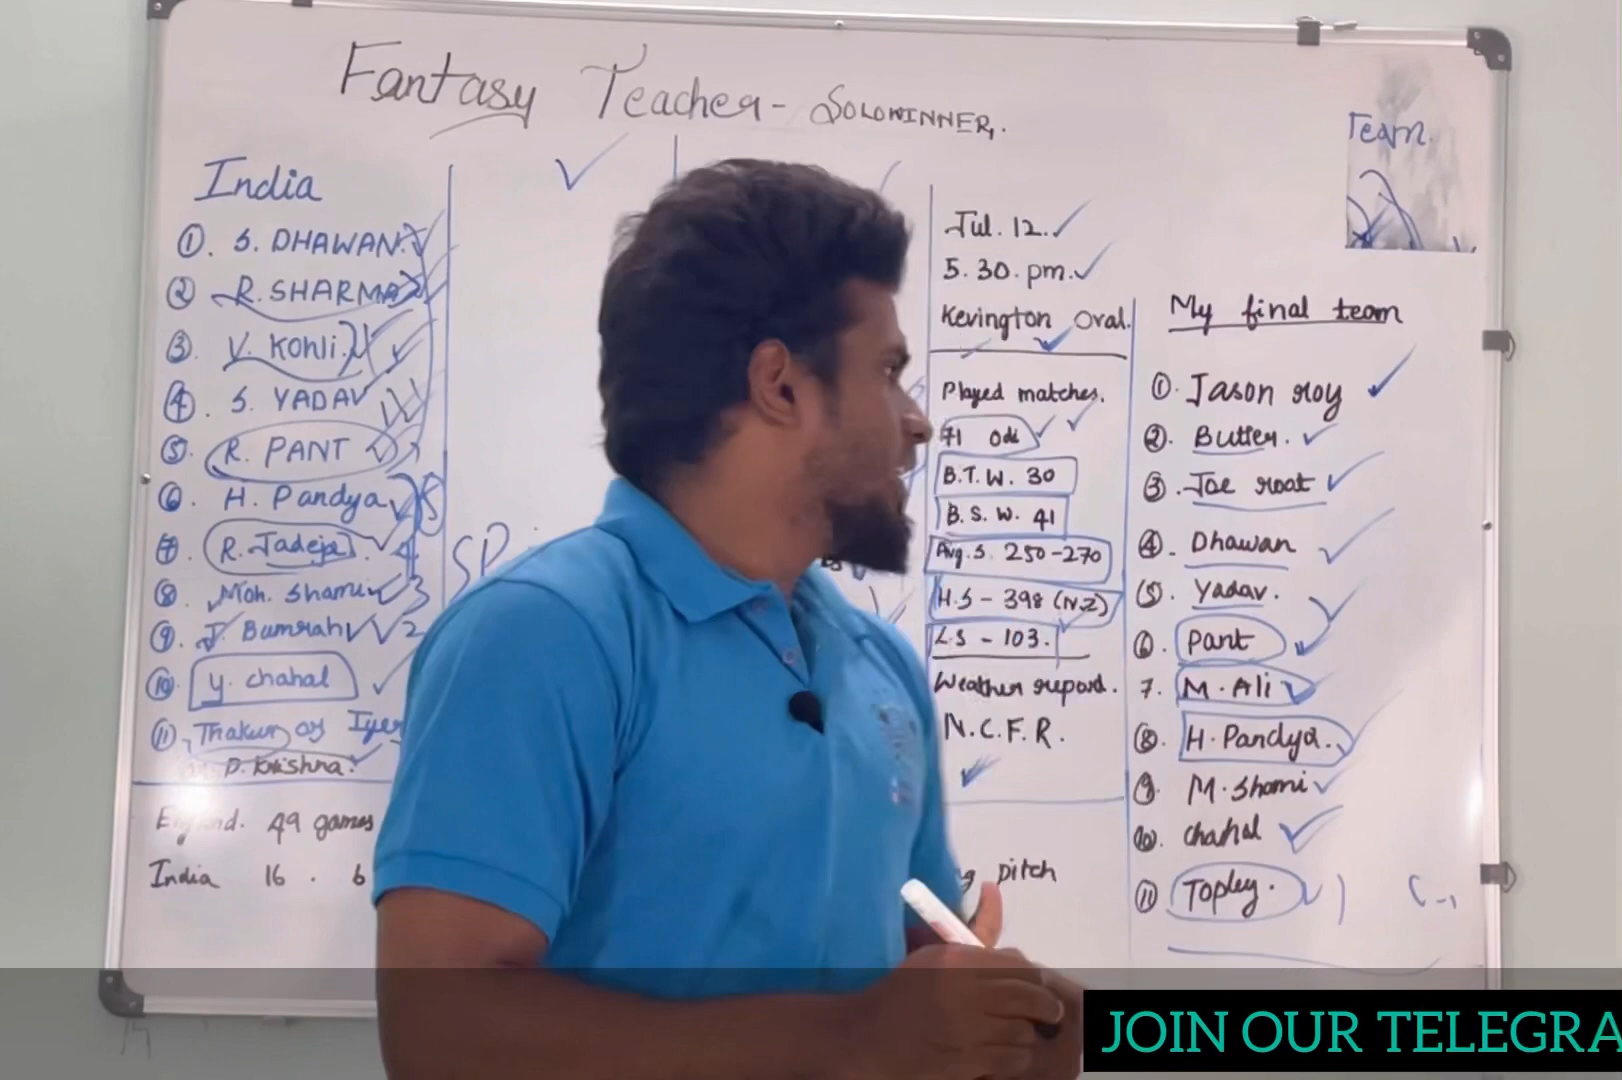 Fantasy Teacher - SOLOWINNER.
Team.
India
①. S. DHAWAN.
② R. SHARMA
③. V. Kohli.
④. S. YADAV
⑤. R. PANT
⑥. H. Pandya
⑦. R. Jadeja.
⑧. Moh. Shami
⑨. J. Bumrah 2
⑩. Y. chahal
⑪. Thakur or Iyer
P. Krishna.
England. 49 games
India 16. 6
SP
Jul. 12.
5.30.pm.
Kevington Oval.
Played matches.
71 Odi
B.T.W. 30
B.S.W. 41
Avg.S. 250-270
H.S - 398 (N.Z)
L.S - 103.
Weather report.
N.C.F.R.
pitch
My final team
①. Jason roy
②. Butter.
③. Joe root
④. Dhawan
⑤. Yadav.
⑥. Pant
7. M. Ali
⑧. H. Pandya.
⑨. M. Shami
⑩. chahal
⑪ Topley.
JOIN OUR TELEGRA